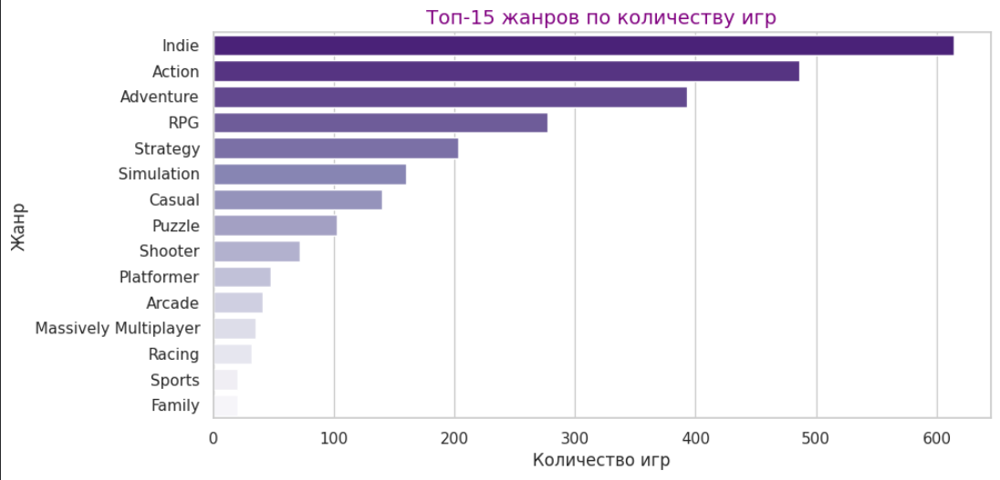 Топ-15 жанров по количеству игр
Жанр
Indie
Action
Adventure
RPG
Strategy
Simulation
Casual
Puzzle
Shooter
Platformer
Arcade
Massively Multiplayer
Racing
Sports
Family
0 100 200 300 400 500 600
Количество игр